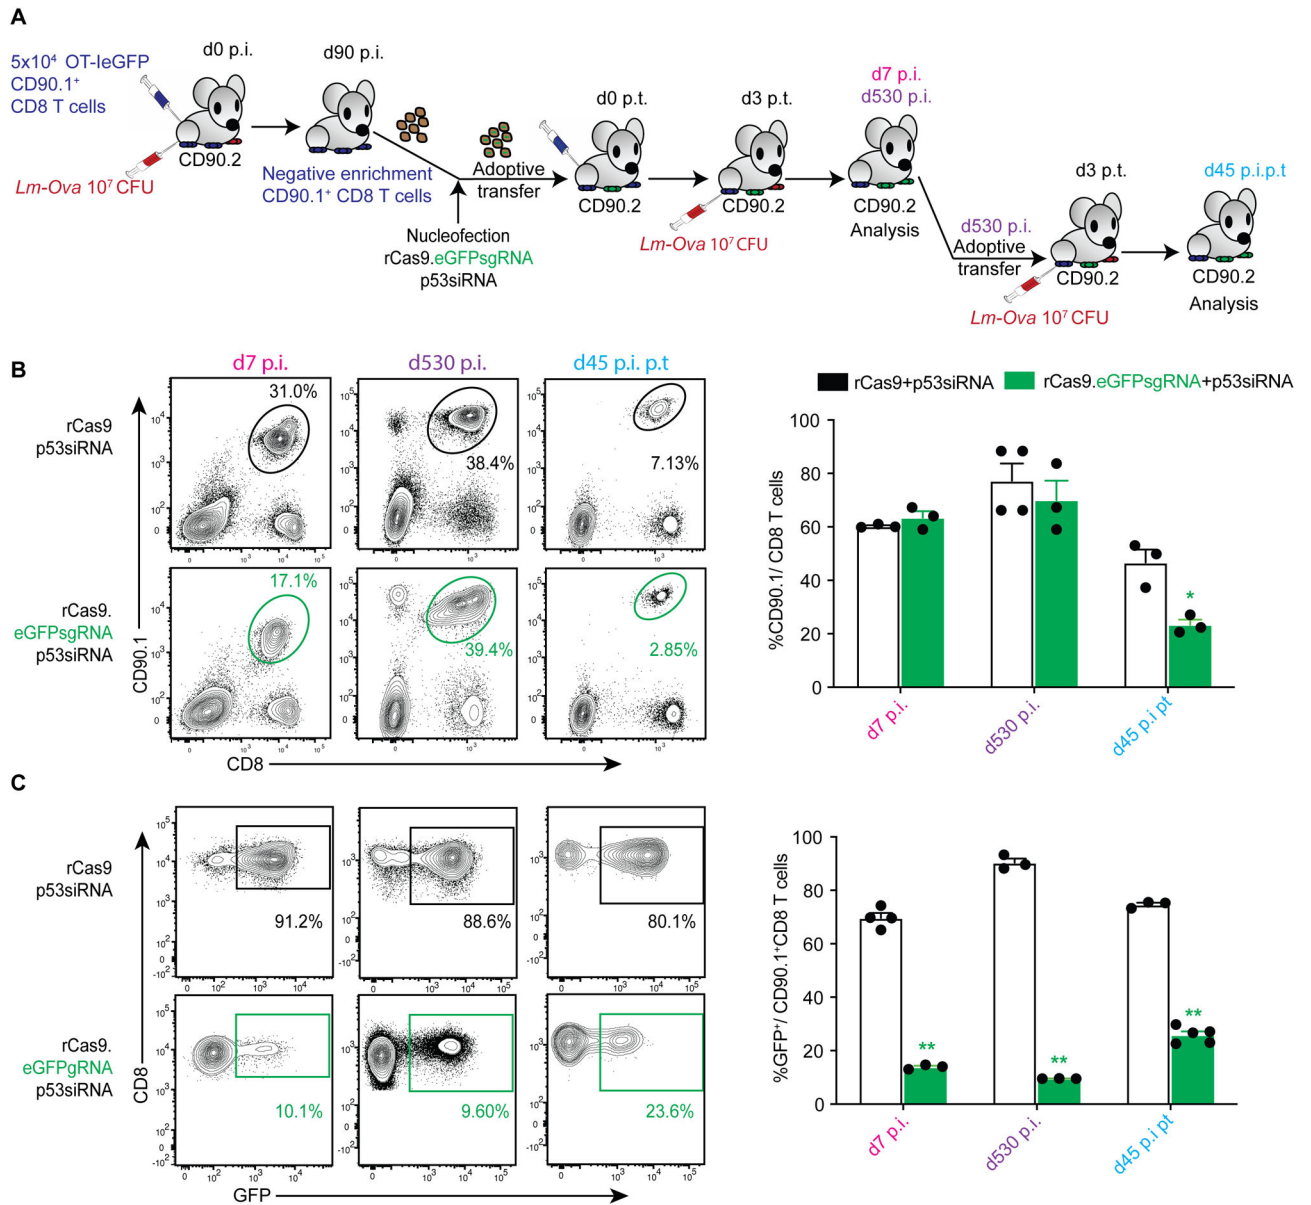 A
5x10⁴ OT-IeGFP
CD90.1⁺
CD8 T cells
d0 p.i.
d90 p.i.
CD90.2
Lm-Ova 10⁷ CFU
Negative enrichment
CD90.1⁺ CD8 T cells
Nucleofection
rCas9.eGFPsgRNA
p53siRNA
Adoptive
transfer
d0 p.t.
CD90.2
d3 p.t.
CD90.2
Lm-Ova 10⁷ CFU
d7 p.i.
d530 p.i.
CD90.2
Analysis
d530 p.i.
Adoptive
transfer
d3 p.t.
CD90.2
Lm-Ova 10⁷ CFU
d45 p.i.p.t
CD90.2
Analysis
B
d7 p.i.
d530 p.i.
d45 p.i. p.t
rCas9
p53siRNA
31.0%
38.4%
7.13%
rCas9.
eGFPsgRNA
p53siRNA
17.1%
39.4%
2.85%
CD90.1
CD8
rCas9+p53siRNA
rCas9.eGFPsgRNA+p53siRNA
%CD90.1/ CD8 T cells
100
80
60
40
20
0
*
d7 p.i.
d530 p.i.
d45 p.i pt
C
rCas9
p53siRNA
91.2%
88.6%
80.1%
rCas9.
eGFPgRNA
p53siRNA
10.1%
9.60%
23.6%
CD8
GFP
%GFP⁺/ CD90.1⁺CD8 T cells
100
80
60
40
20
0
**
**
**
d7 p.i.
d530 p.i.
d45 p.i pt